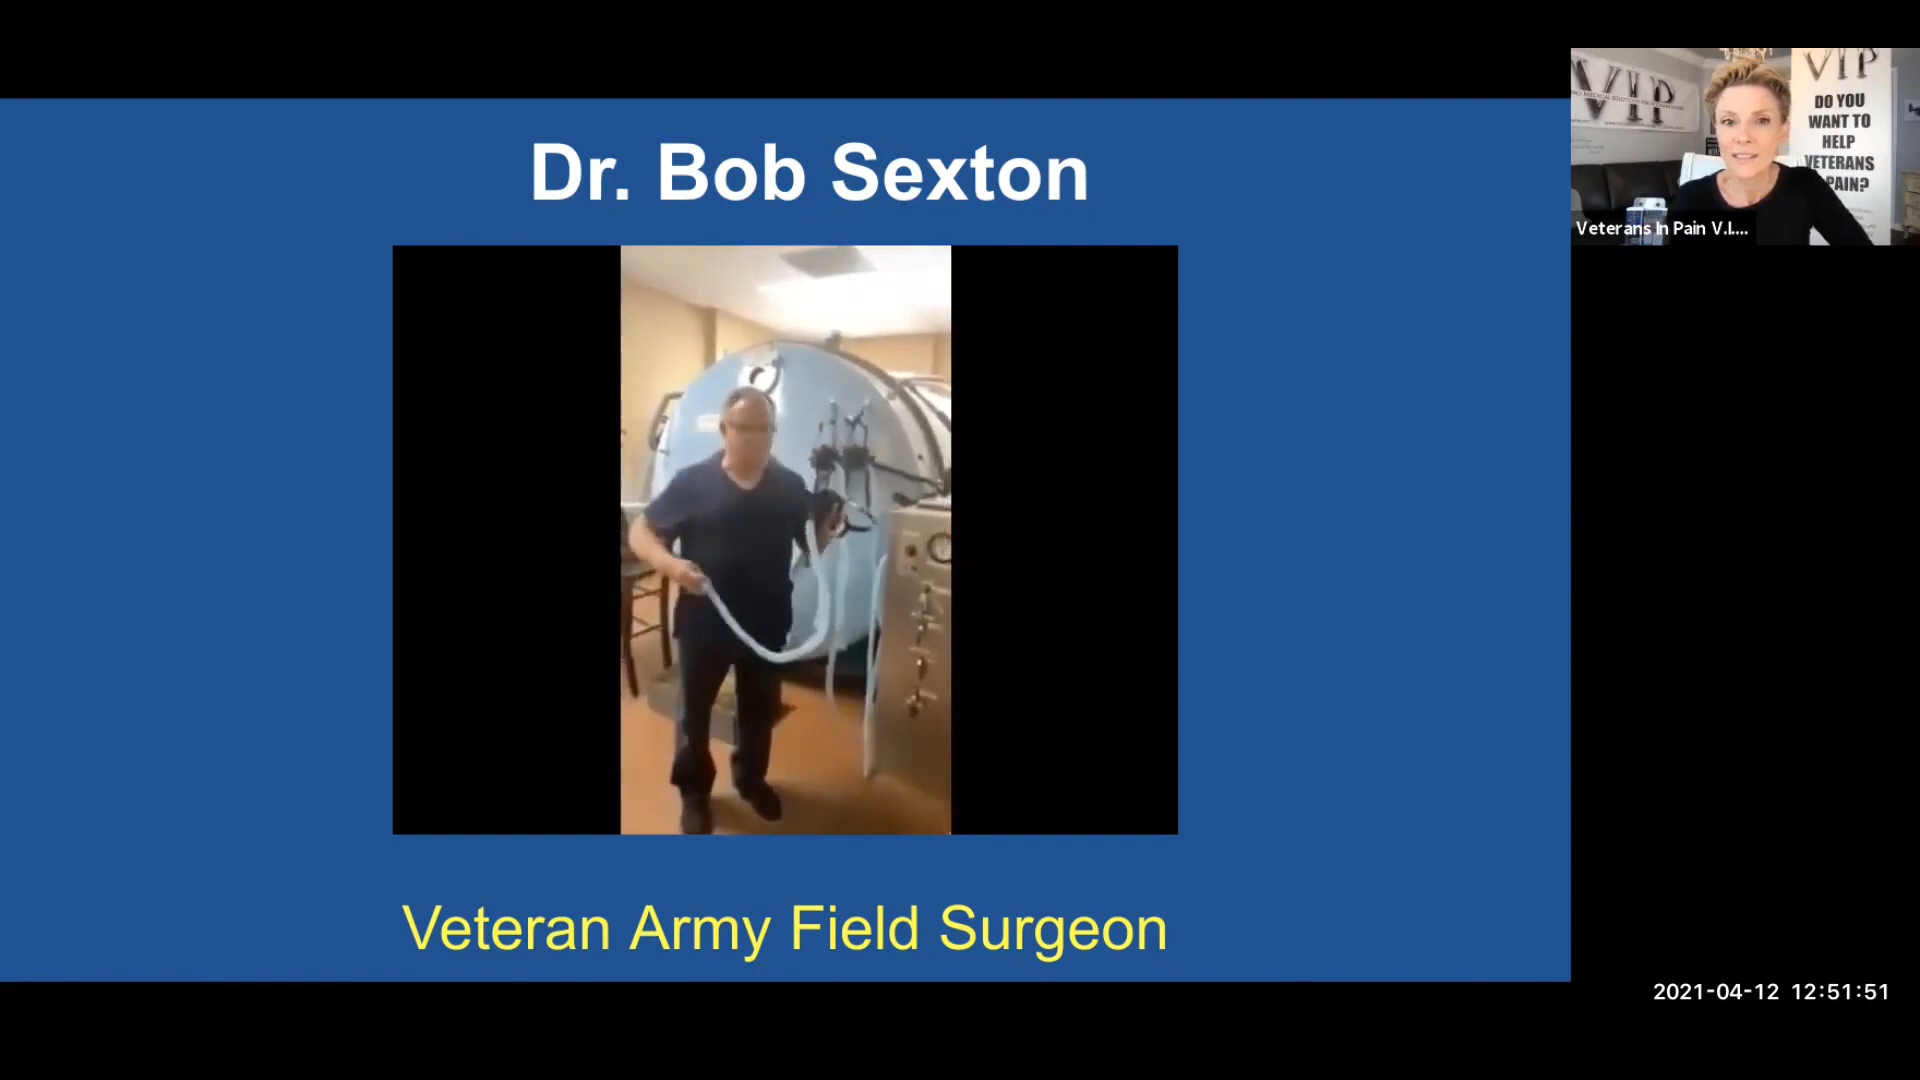 Dr. Bob Sexton
Veteran Army Field Surgeon
VIP
VIP
DO YOU
WANT TO
HELP
VETERANS
PAIN?
Veterans In Pain V.I....
2021-04-12 12:51:51